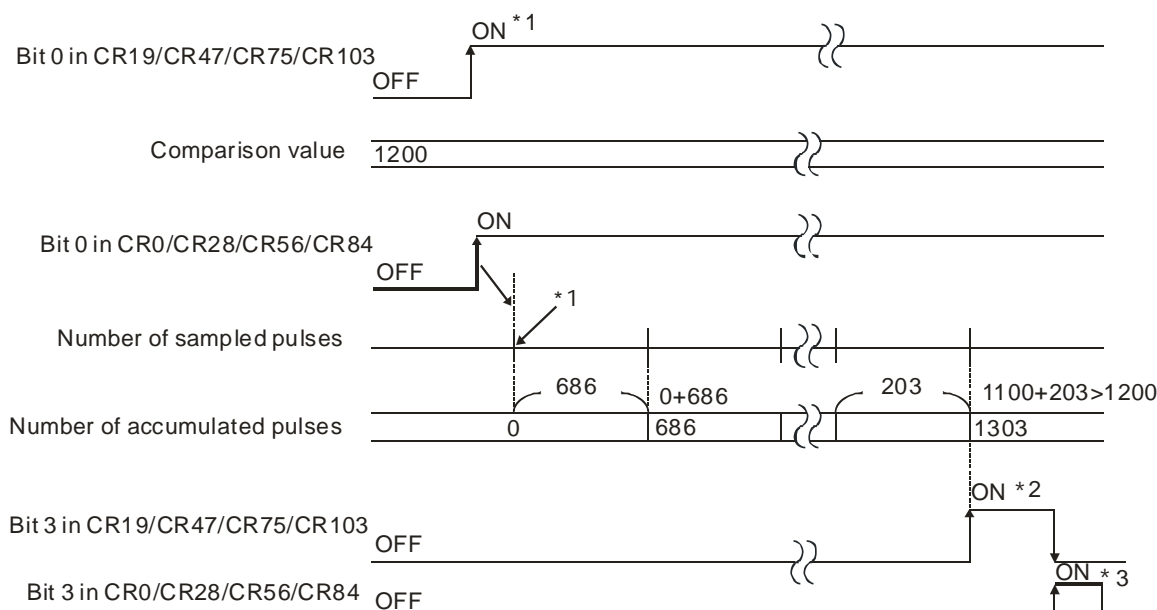 ON *1
Bit 0 in CR19/CR47/CR75/CR103
OFF
Comparison value
1200
ON
Bit 0 in CR0/CR28/CR56/CR84
OFF
*1
Number of sampled pulses
686
0+686
203
1100+203>1200
Number of accumulated pulses
0
686
1303
ON *2
Bit 3 in CR19/CR47/CR75/CR103
OFF
ON *3
Bit 3 in CR0/CR28/CR56/CR84
OFF